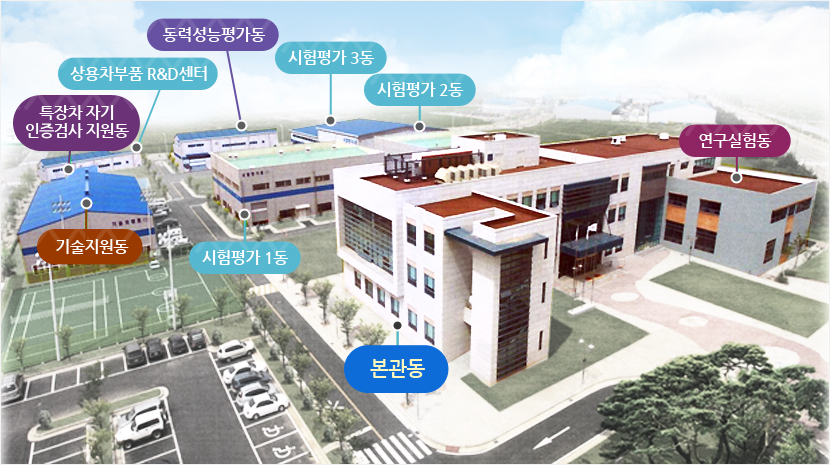 동력성능평가동
시험평가 3동
상용차부품 R&D센터
시험평가 2동
특장차 자기
인증검사 지원동
연구실험동
기술지원동
시험평가 1동
본관동